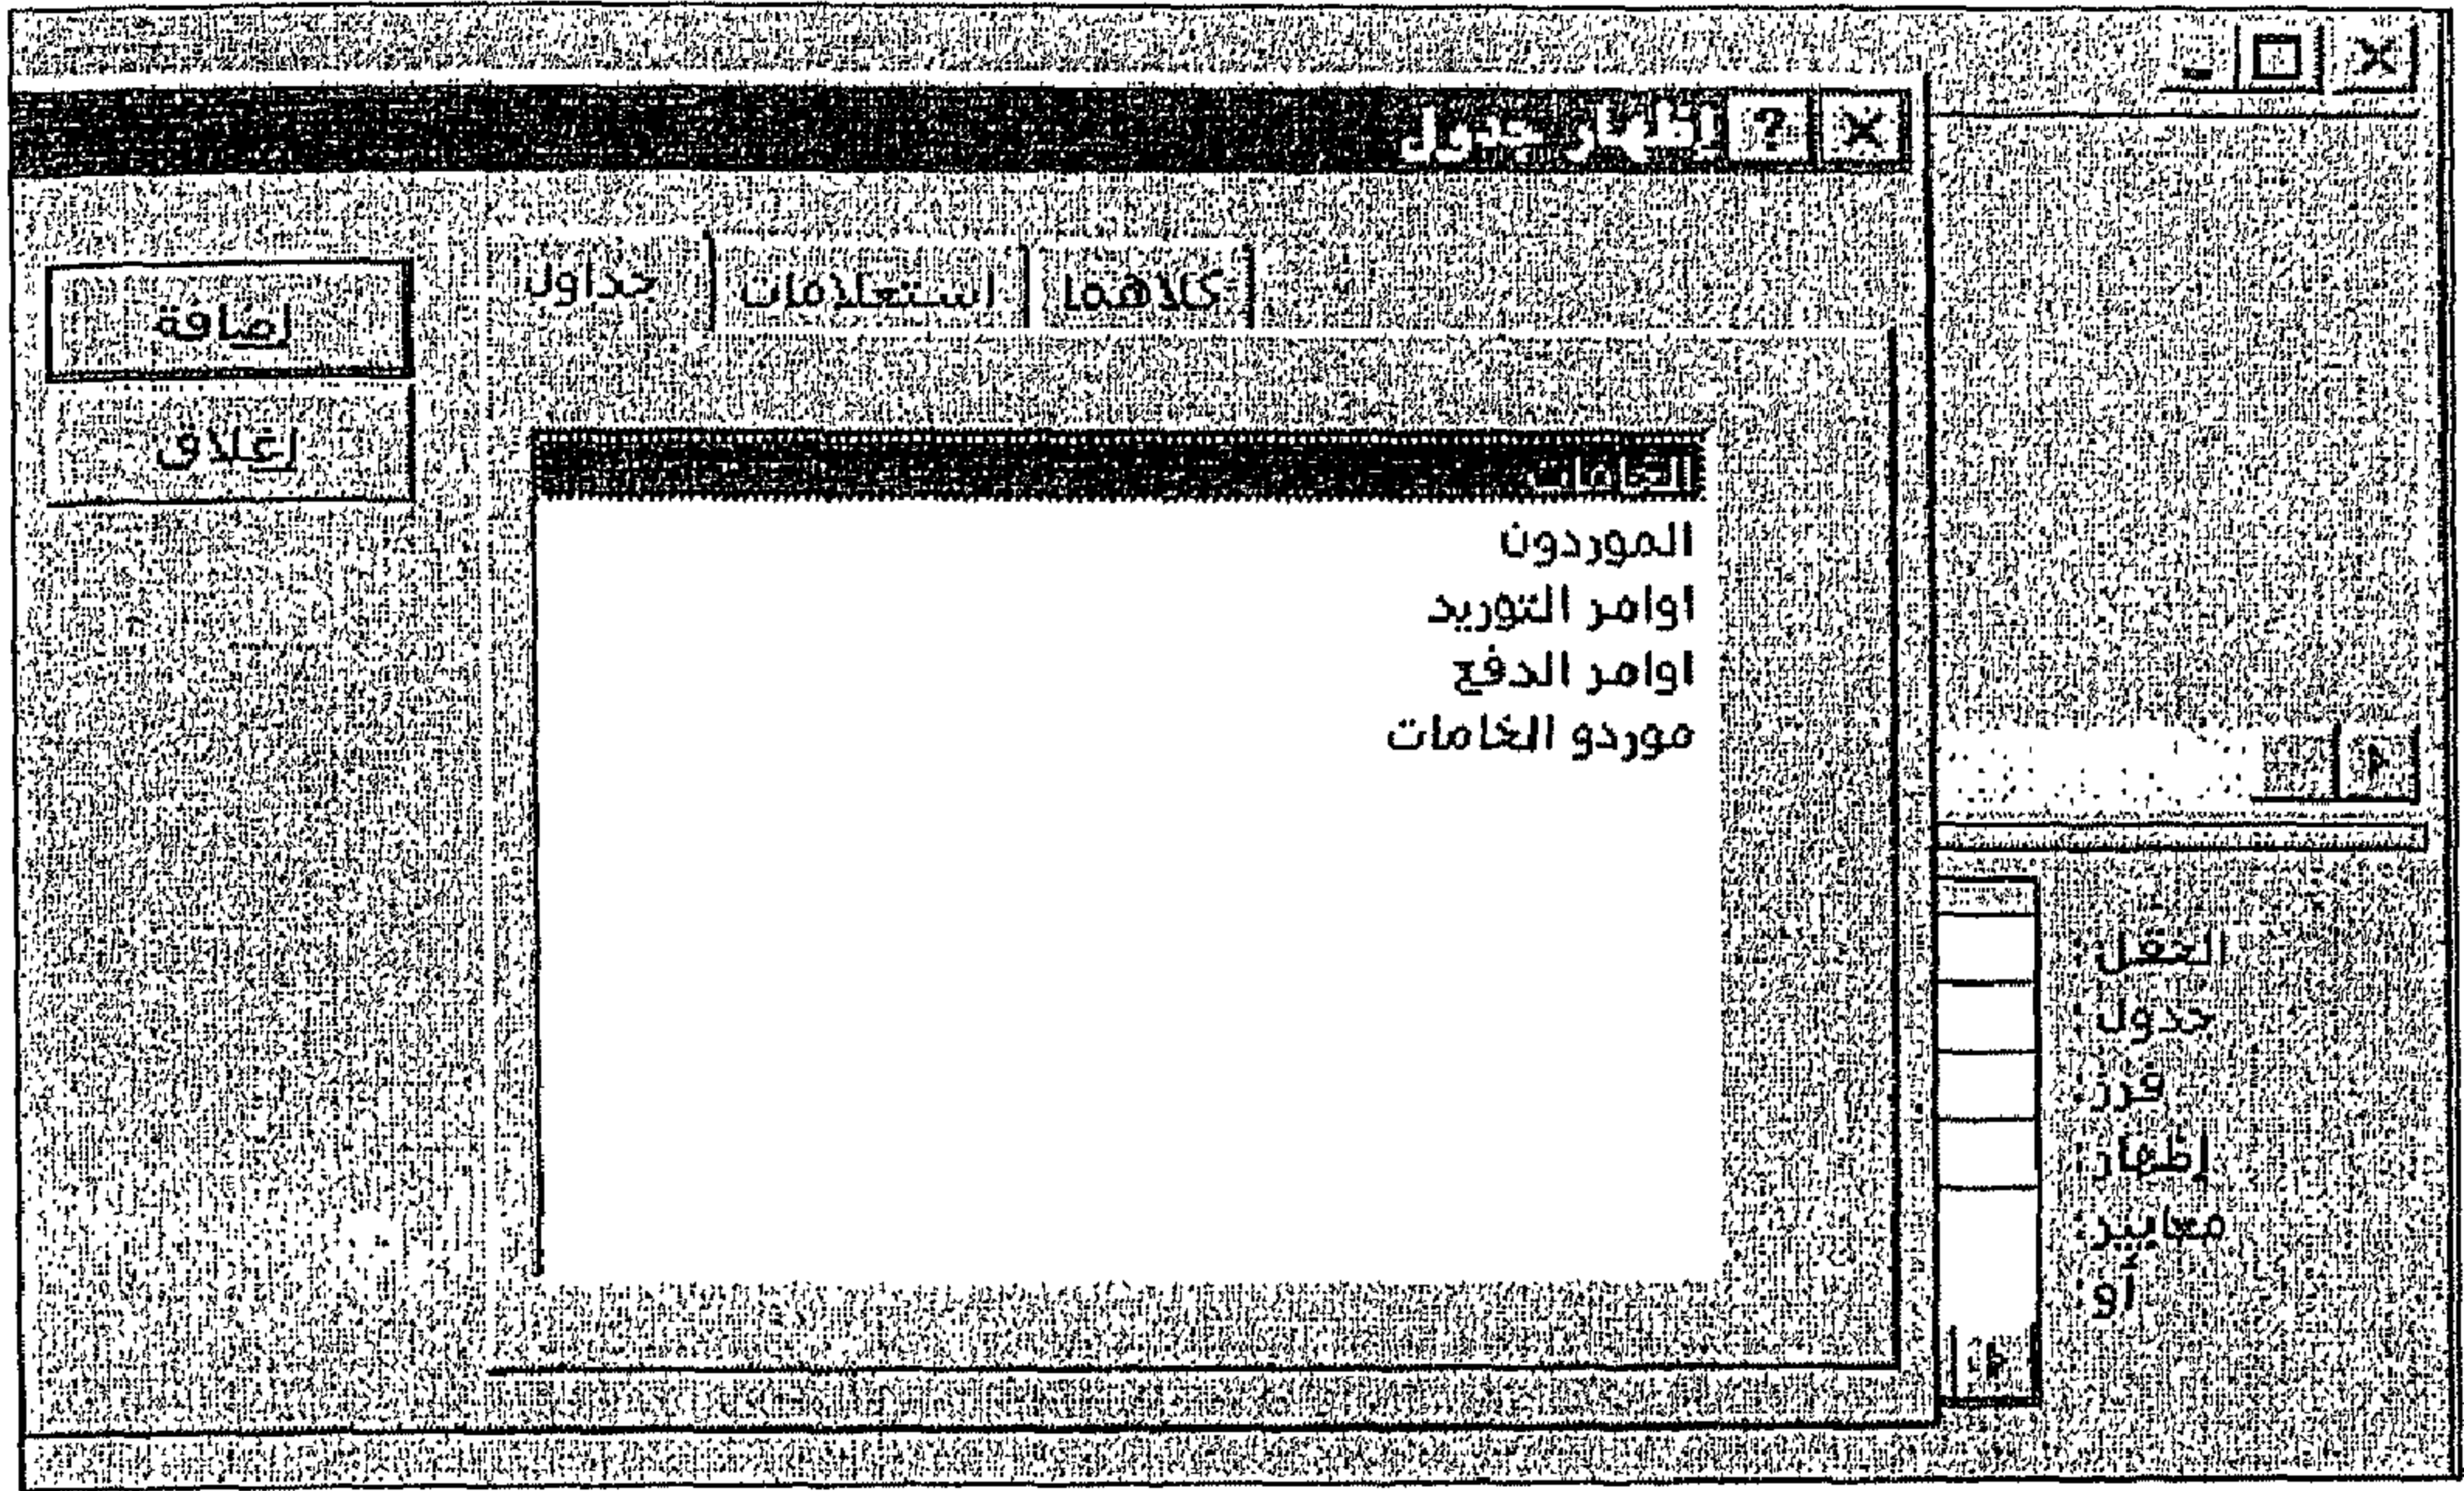 إظهار جدول
جداول
استعلامات
كلاهما
إضافة
إغلاق
الخامات
الموردون
اوامر التوريد
اوامر الدفع
موردو الخامات
الحقل:
جدول:
فرز:
إظهار:
معايير:
أو: